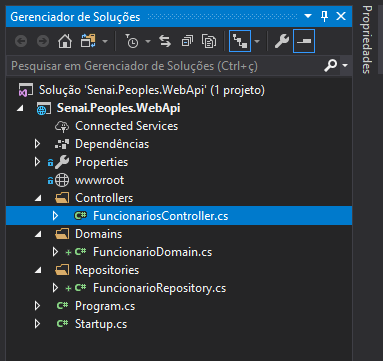 Gerenciador de Soluções
Pesquisar em Gerenciador de Soluções (Ctrl+ç)
Solução 'Senai.Peoples.WebApi' (1 projeto)
Senai.Peoples.WebApi
Connected Services
Dependências
Properties
wwwroot
Controllers
C# FuncionariosController.cs
Domains
+ C# FuncionarioDomain.cs
Repositories
+ C# FuncionarioRepository.cs
C# Program.cs
C# Startup.cs
Propriedades